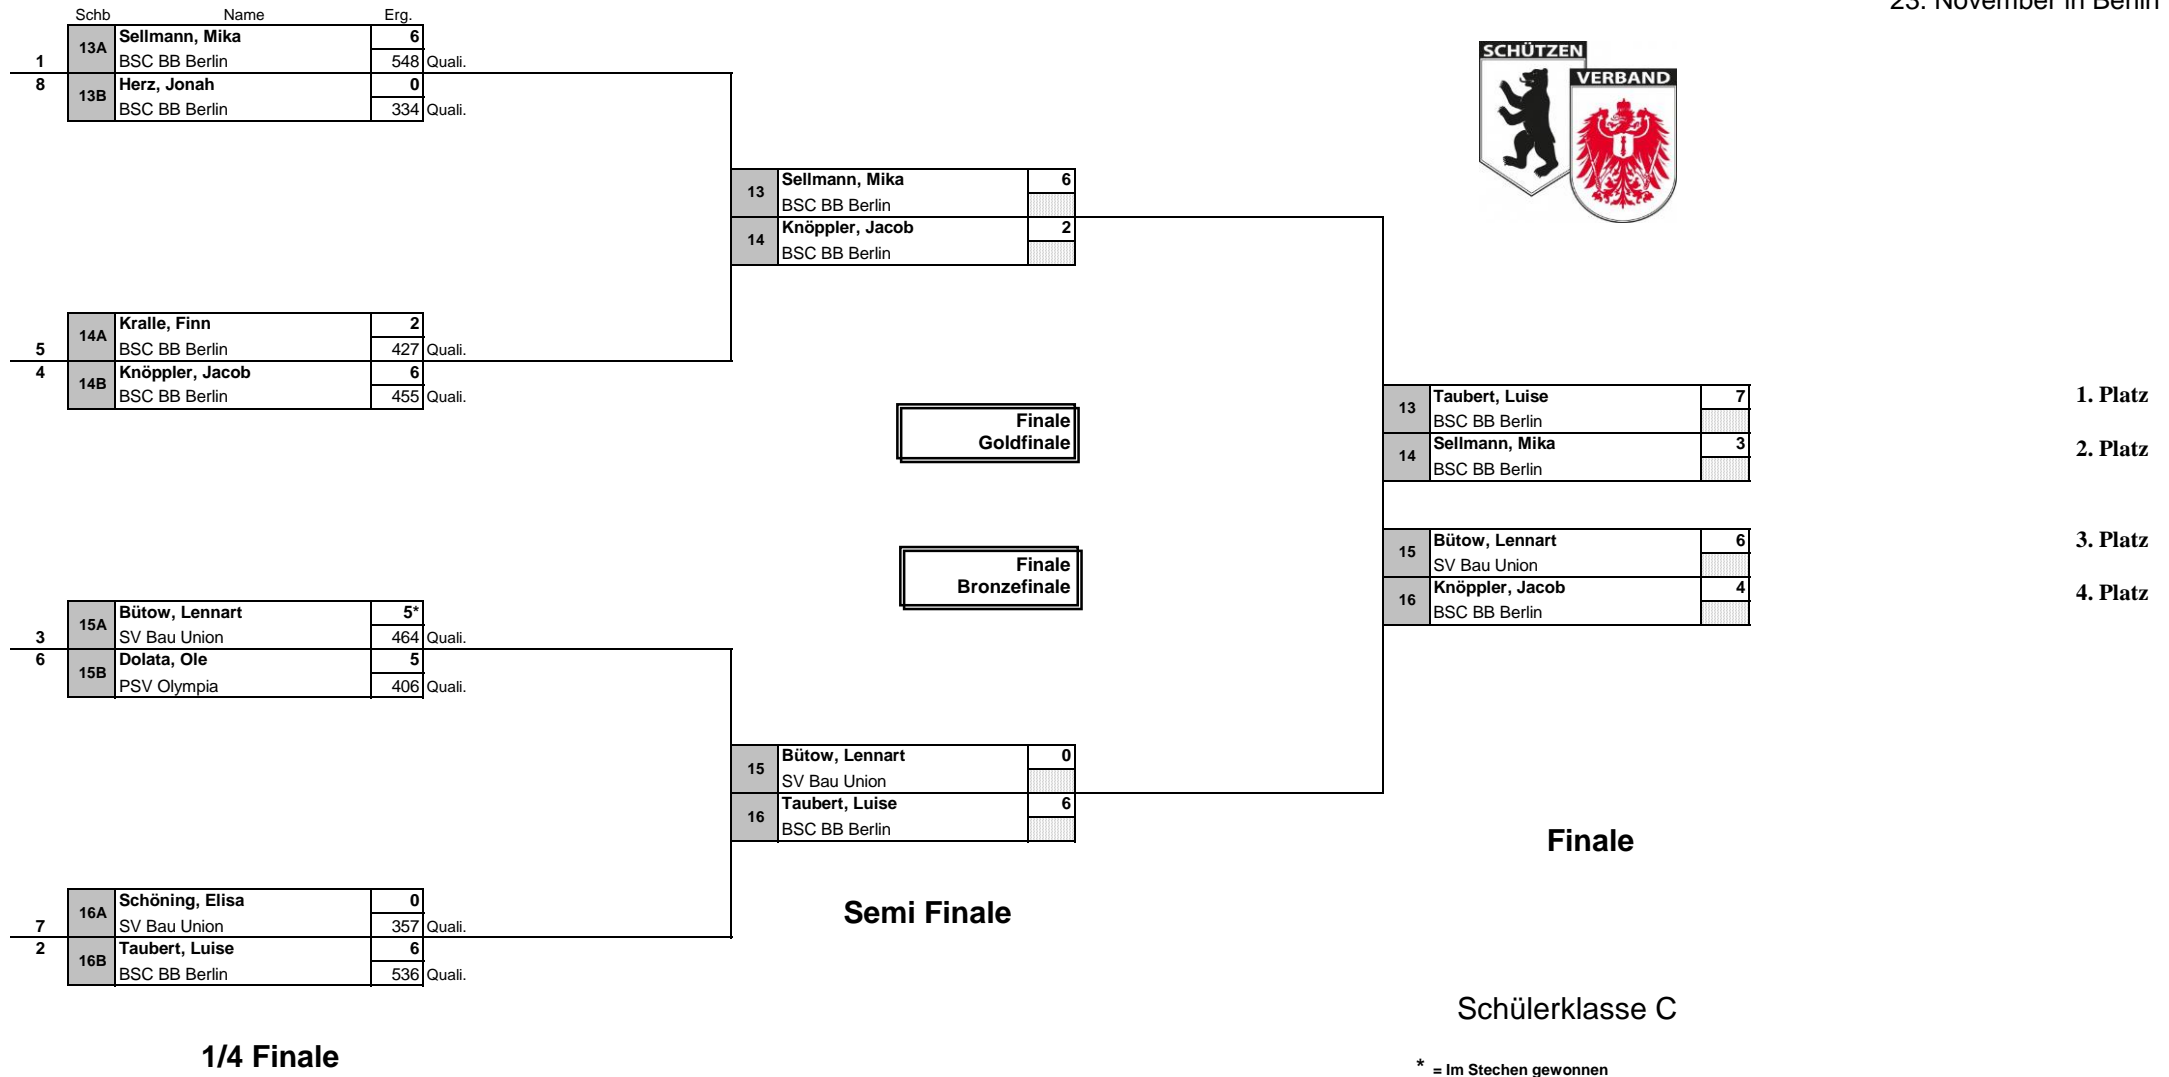 23. November in Berlin
Schb Name Erg.
13A Sellmann, Mika 6
1 BSC BB Berlin 548 Quali.
8 13B Herz, Jonah 0
BSC BB Berlin 334 Quali.
SCHÜTZEN
VERBAND
13 Sellmann, Mika 6
BSC BB Berlin
14 Knöppler, Jacob 2
BSC BB Berlin
14A Kralle, Finn 2
5 BSC BB Berlin 427 Quali.
4 14B Knöppler, Jacob 6
BSC BB Berlin 455 Quali.
13 Taubert, Luise 7 1. Platz
BSC BB Berlin
14 Sellmann, Mika 3 2. Platz
BSC BB Berlin
Finale
Goldfinale
15 Bütow, Lennart 6 3. Platz
SV Bau Union
16 Knöppler, Jacob 4 4. Platz
BSC BB Berlin
Finale
Bronzefinale
15A Bütow, Lennart 5*
3 SV Bau Union 464 Quali.
6 15B Dolata, Ole 5
PSV Olympia 406 Quali.
15 Bütow, Lennart 0
SV Bau Union
16 Taubert, Luise 6
BSC BB Berlin
Finale
16A Schöning, Elisa 0
7 SV Bau Union 357 Quali.
2 16B Taubert, Luise 6
BSC BB Berlin 536 Quali.
Semi Finale
Schülerklasse C
1/4 Finale
* = Im Stechen gewonnen